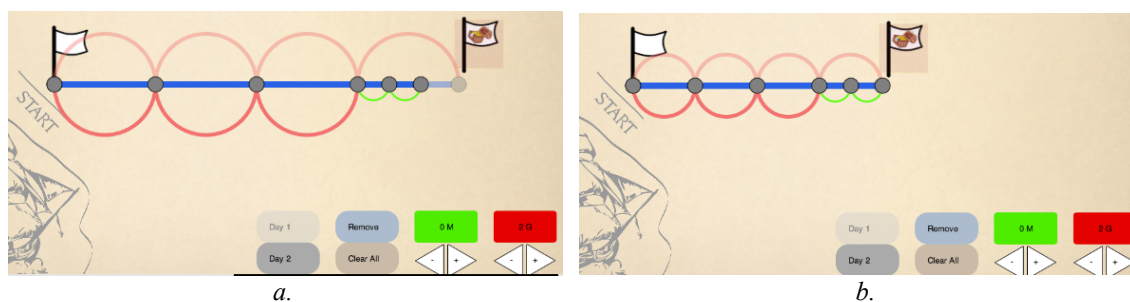 START
Day 1 Remove 0 M 2 G
Day 2 Clear All - + - +
a.
START
Day 1 Remove 0 M 2 G
Day 2 Clear All - + - +
b.